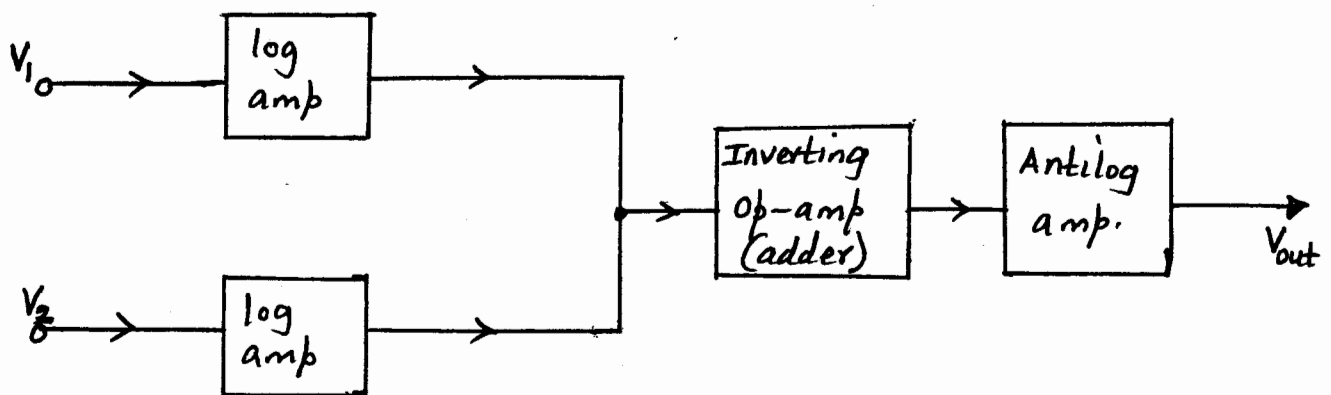 V₁
log
amp
V₂
log
amp
Inverting
Op-amp
(adder)
Antilog
amp.
Vout